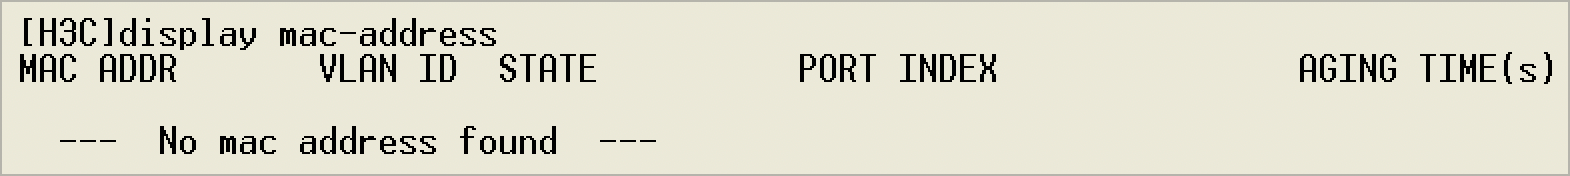 [H3C]display mac-address
MAC ADDR       VLAN ID  STATE          PORT INDEX               AGING TIME(s)
  ---  No mac address found  ---